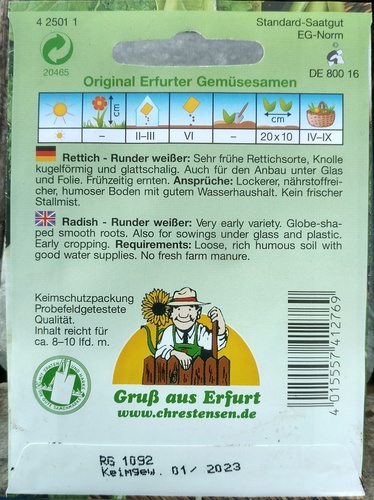 4 2501 1
Standard-Saatgut
EG-Norm
20465
DE 800 16
Original Erfurter Gemüsesamen
cm
cm
– II–III VI – 20x10 IV–IX
Rettich - Runder weißer: Sehr frühe Rettichsorte, Knolle
kugelförmig und glattschalig. Auch für den Anbau unter Glas
und Folie. Frühzeitig ernten. Ansprüche: Lockerer, nährstoffrei-
cher, humoser Boden mit gutem Wasserhaushalt. Kein frischer
Stallmist.
Radish - Runder weißer: Very early variety. Globe-sha-
ped smooth roots. Also for sowings under glass and plastic.
Early cropping. Requirements: Loose, rich humous soil with
good water supplies. No fresh farm manure.
Keimschutzpackung
Probefeldgetestete
Qualität.
Inhalt reicht für
ca. 8–10 lfd. m.
Gruß aus Erfurt
www.chrestensen.de
4 015557 412769
RG 1092
Keimgew. 01/ 2023